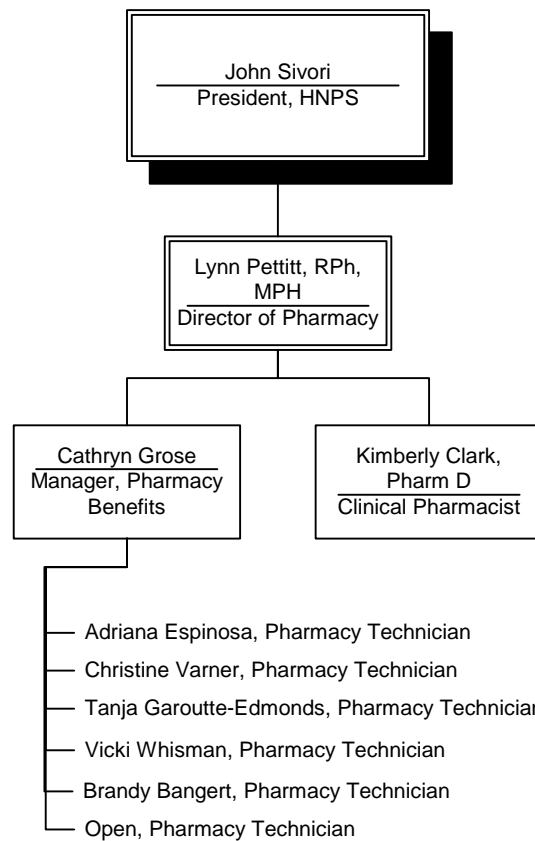 John Sivori
President, HNPS
Lynn Pettitt, RPh,
MPH
Director of Pharmacy
Cathryn Grose
Manager, Pharmacy
Benefits
Kimberly Clark,
Pharm D
Clinical Pharmacist
Adriana Espinosa, Pharmacy Technician
Christine Varner, Pharmacy Technician
Tanja Garoutte-Edmonds, Pharmacy Technician
Vicki Whisman, Pharmacy Technician
Brandy Bangert, Pharmacy Technician
Open, Pharmacy Technician